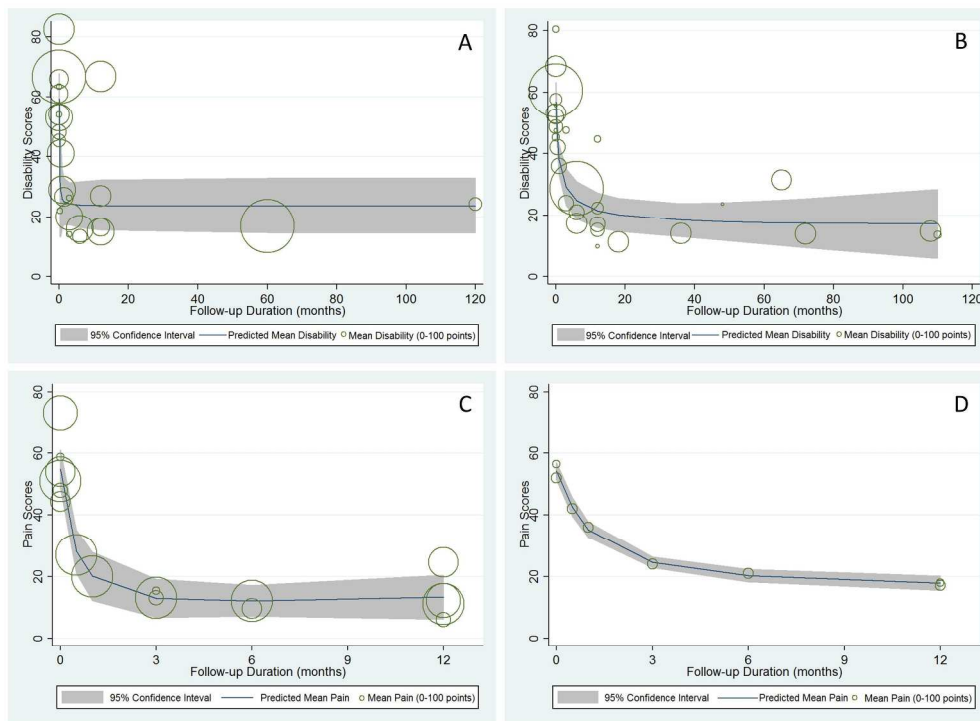 A
Disability Scores
80
60
40
20
0
0 20 40 60 80 100 120
Follow-up Duration (months)
95% Confidence Interval Predicted Mean Disability Mean Disability (0-100 points)
B
Disability Scores
80
60
40
20
0
0 20 40 60 80 100 120
Follow-up Duration (months)
95% Confidence Interval Predicted Mean Disability Mean Disability (0-100 points)
C
Pain Scores
80
60
40
20
0
0 3 6 9 12
Follow-up Duration (months)
95% Confidence Interval Predicted Mean Pain Mean Pain (0-100 points)
D
Pain Scores
80
60
40
20
0
0 3 6 9 12
Follow-up Duration (months)
95% Confidence Interval Predicted Mean Pain Mean Pain (0-100 points)